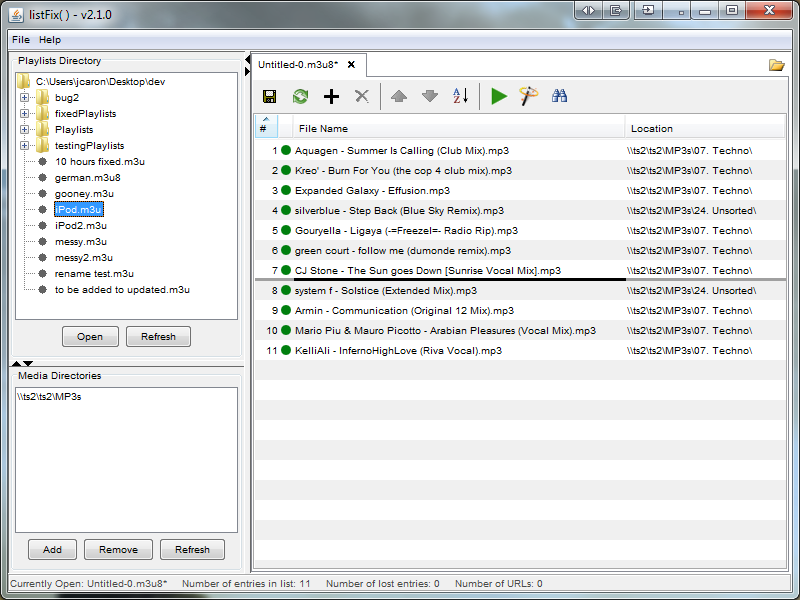 listFix( ) - v2.1.0
File Help
Playlists Directory
C:\Users\jcaron\Desktop\dev
bug2
fixedPlaylists
Playlists
testingPlaylists
10 hours fixed.m3u
german.m3u8
gooney.m3u
iPod.m3u
iPod2.m3u
messy.m3u
messy2.m3u
rename test.m3u
to be added to updated.m3u
Open Refresh
Media Directories
\\ts2\ts2\MP3s
Add Remove Refresh
Untitled-0.m3u8*
# File Name Location
1 Aquagen - Summer Is Calling (Club Mix).mp3 \\ts2\ts2\MP3s\07. Techno\
2 Kreo' - Burn For You (the cop 4 club mix).mp3 \\ts2\ts2\MP3s\07. Techno\
3 Expanded Galaxy - Effusion.mp3 \\ts2\ts2\MP3s\07. Techno\
4 silverblue - Step Back (Blue Sky Remix).mp3 \\ts2\ts2\MP3s\24. Unsorted\
5 Gouryella - Ligaya (-=Freezel=- Radio Rip).mp3 \\ts2\ts2\MP3s\07. Techno\
6 green court - follow me (dumonde remix).mp3 \\ts2\ts2\MP3s\07. Techno\
7 CJ Stone - The Sun goes Down [Sunrise Vocal Mix].mp3 \\ts2\ts2\MP3s\07. Techno\
8 system f - Solstice (Extended Mix).mp3 \\ts2\ts2\MP3s\24. Unsorted\
9 Armin - Communication (Original 12 Mix).mp3 \\ts2\ts2\MP3s\07. Techno\
10 Mario Piu & Mauro Picotto - Arabian Pleasures (Vocal Mix).mp3 \\ts2\ts2\MP3s\07. Techno\
11 KelliAli - InfernoHighLove (Riva Vocal).mp3 \\ts2\ts2\MP3s\07. Techno\
Currently Open: Untitled-0.m3u8* Number of entries in list: 11 Number of lost entries: 0 Number of URLs: 0